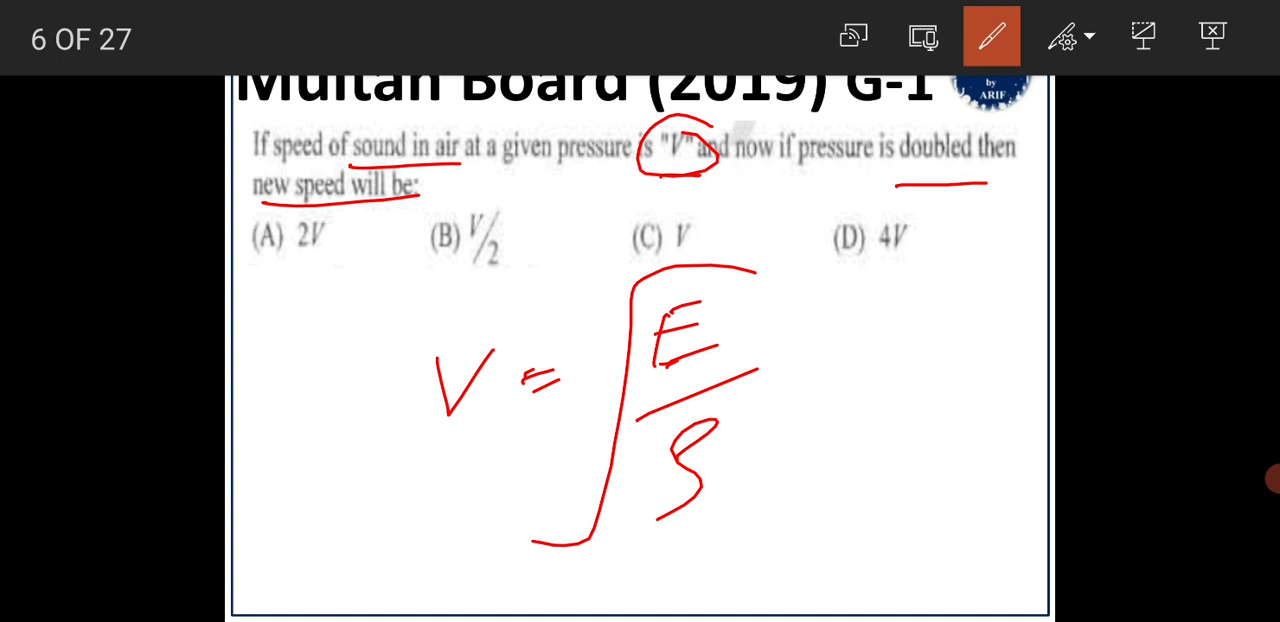 6 OF 27
Multan Board (2019) G-1
by
ARIF
If speed of sound in air at a given pressure is "V" and now if pressure is doubled then
new speed will be:
(A) 2V (B) V/2 (C) V (D) 4V
V = √E/ρ